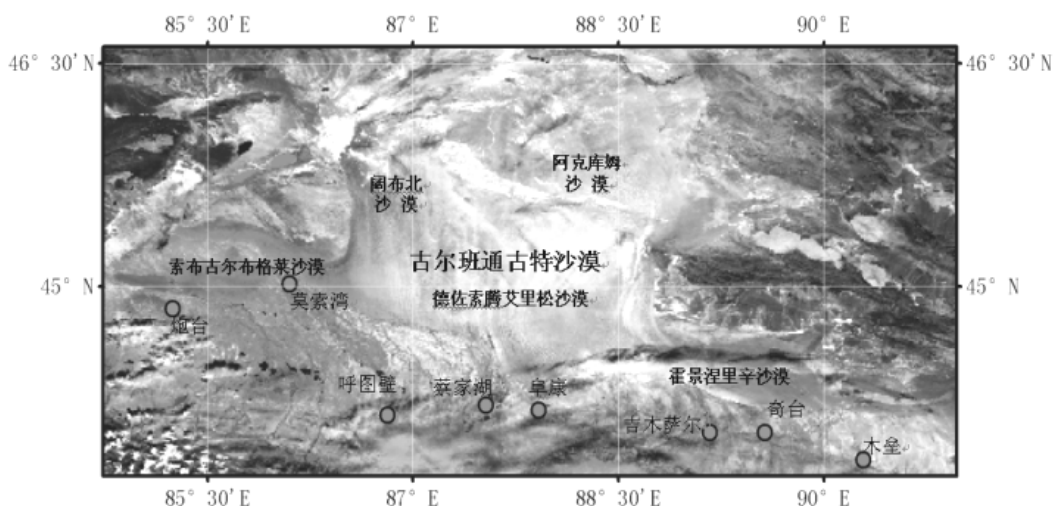 85° 30′E 87° E 88° 30′E 90° E
46° 30′N 46° 30′N
阿克库姆
沙漠
阔布北
沙 漠
古尔班通古特沙漠
索布古尔布格莱沙漠
45° N 45° N
德佐索腾艾里松沙漠
莫索湾
炮台
霍景涅里辛沙漠
呼图壁
蔡家湖
阜康
奇台
吉木萨尔
木垒
85° 30′E 87° E 88° 30′E 90° E